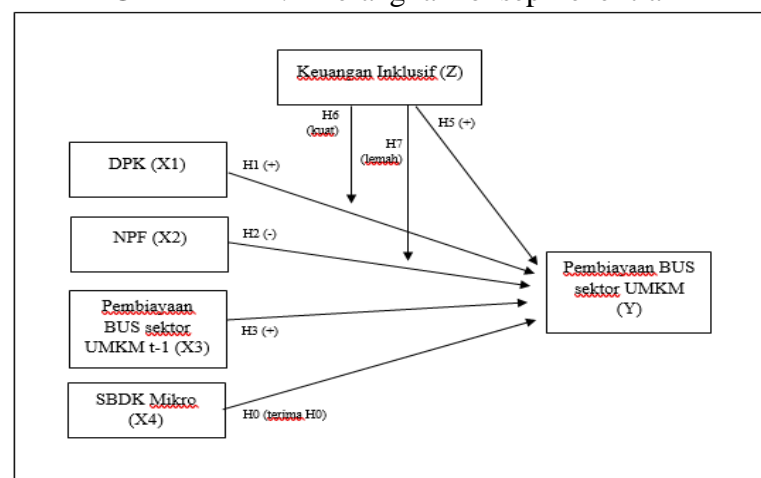 Keuangan Inklusif (Z)
H6
(kuat)
H7
(lemah)
H5 (+)
DPK (X1)
H1 (+)
NPF (X2)
H2 (-)
Pembiayaan
BUS sektor
UMKM t-1 (X3)
H3 (+)
SBDK Mikro
(X4)
H0 (terima H0)
Pembiayaan BUS
sektor UMKM
(Y)